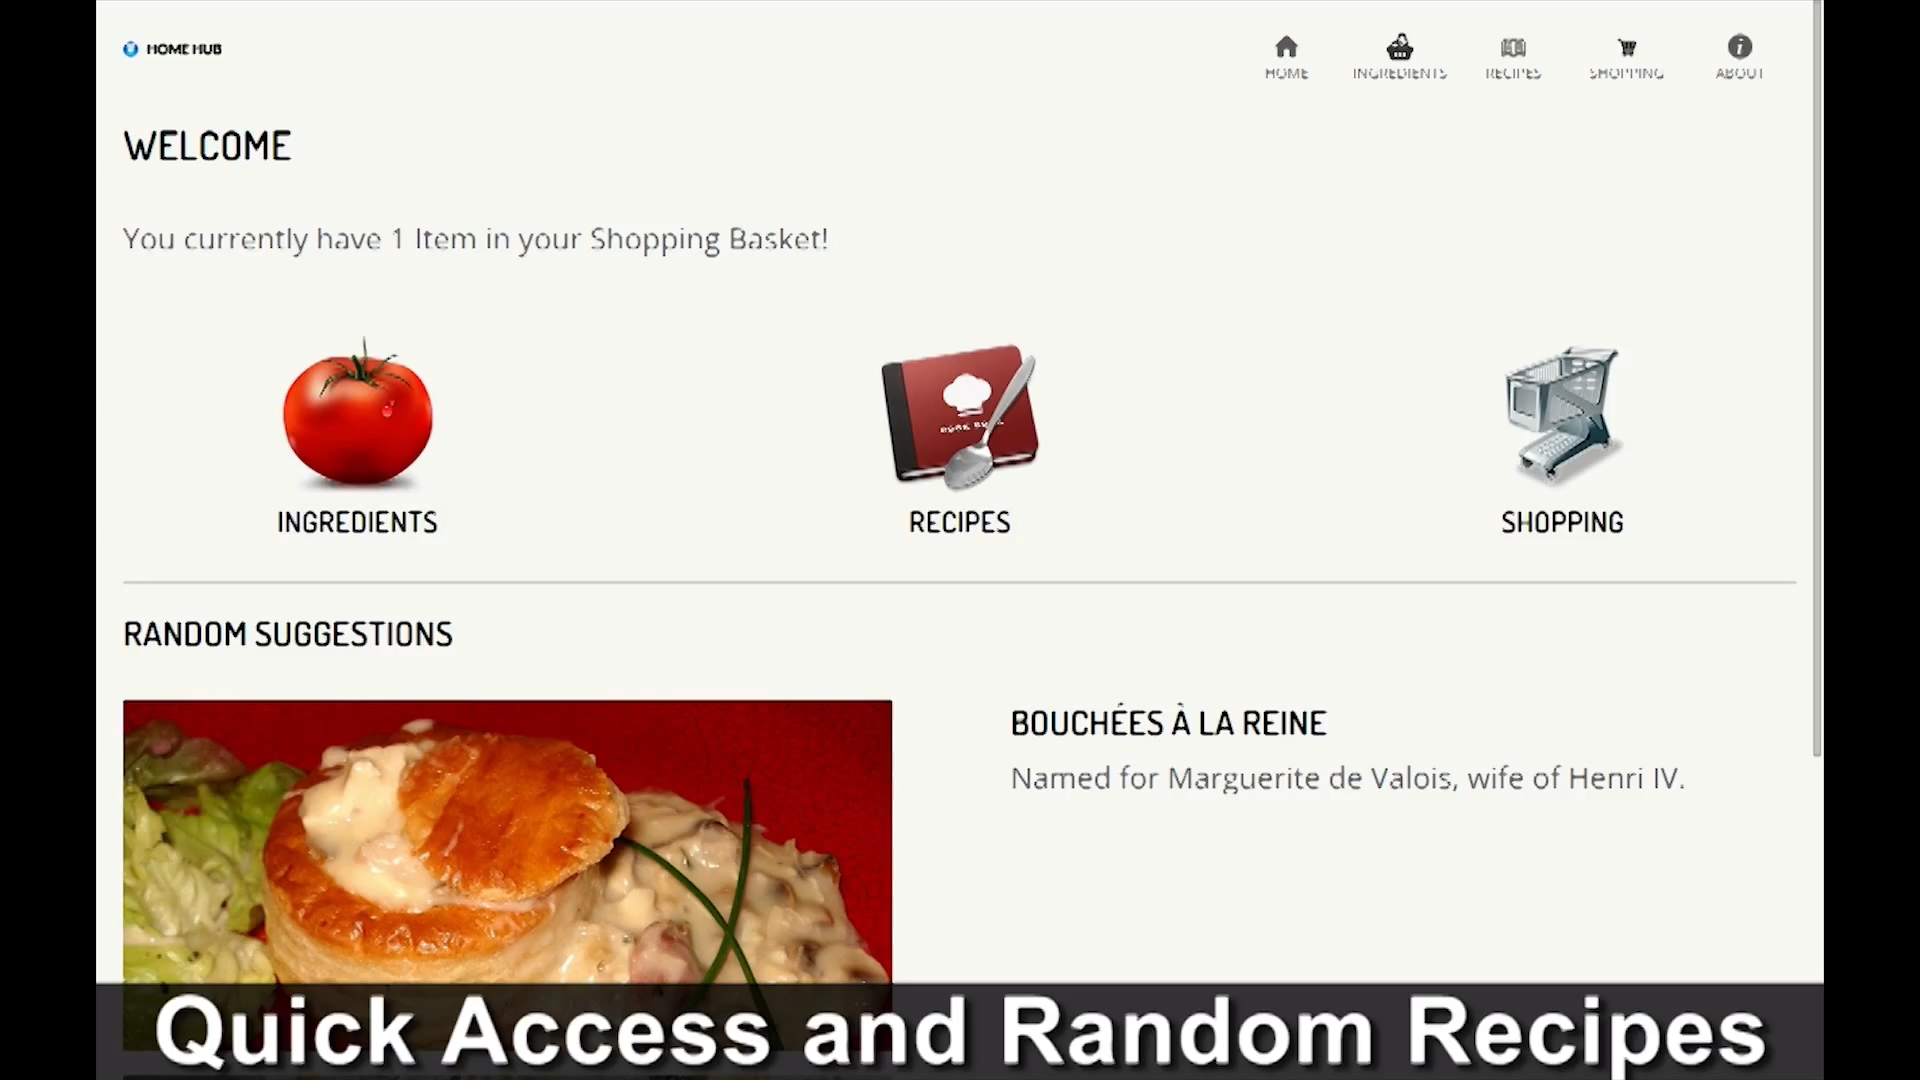 HOME HUB
HOME
INGREDIENTS
RECIPES
SHOPPING
ABOUT
WELCOME
You currently have 1 Item in your Shopping Basket!
INGREDIENTS
RECIPES
SHOPPING
RANDOM SUGGESTIONS
BOUCHÉES À LA REINE
Named for Marguerite de Valois, wife of Henri IV.
Quick Access and Random Recipes